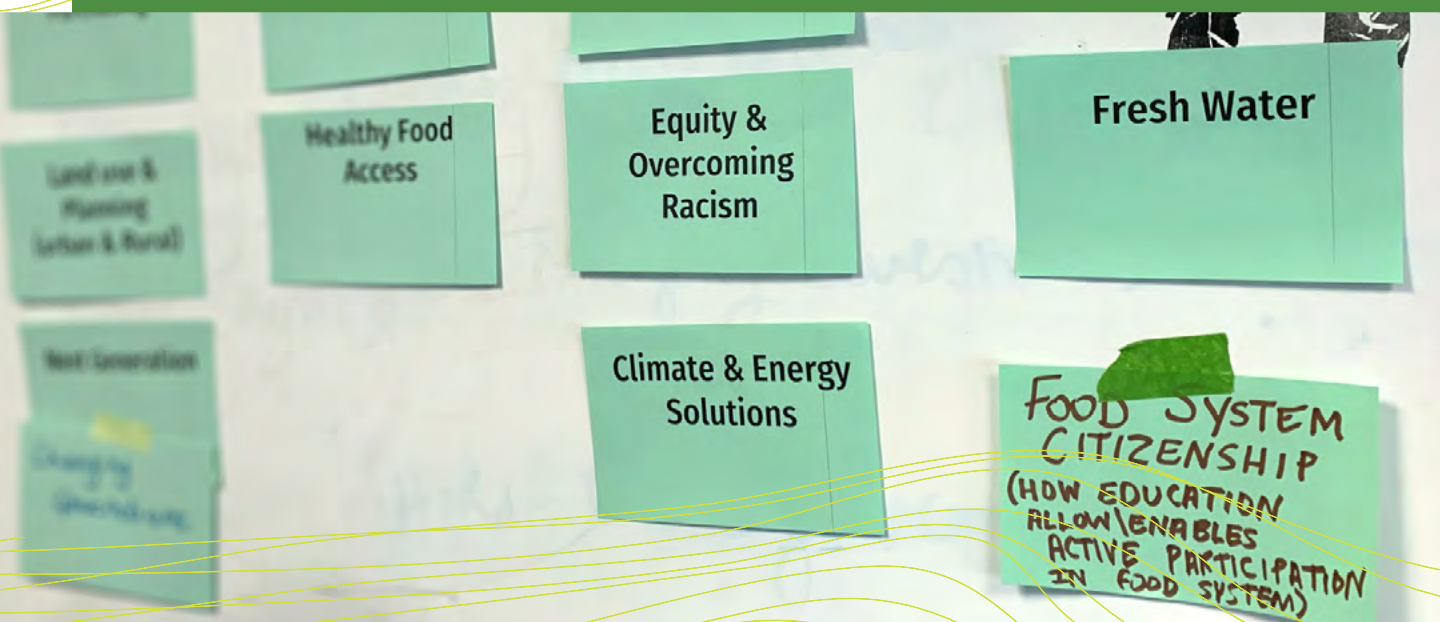 Land use &
Planning
(urban & Rural)
Next Generation
Healthy Food
Access
Equity &
Overcoming
Racism
Climate & Energy
Solutions
Fresh Water
FOOD SYSTEM
CITIZENSHIP
(HOW EDUCATION
ALLOW\ENABLES
ACTIVE PARTICIPATION
IN FOOD SYSTEM)